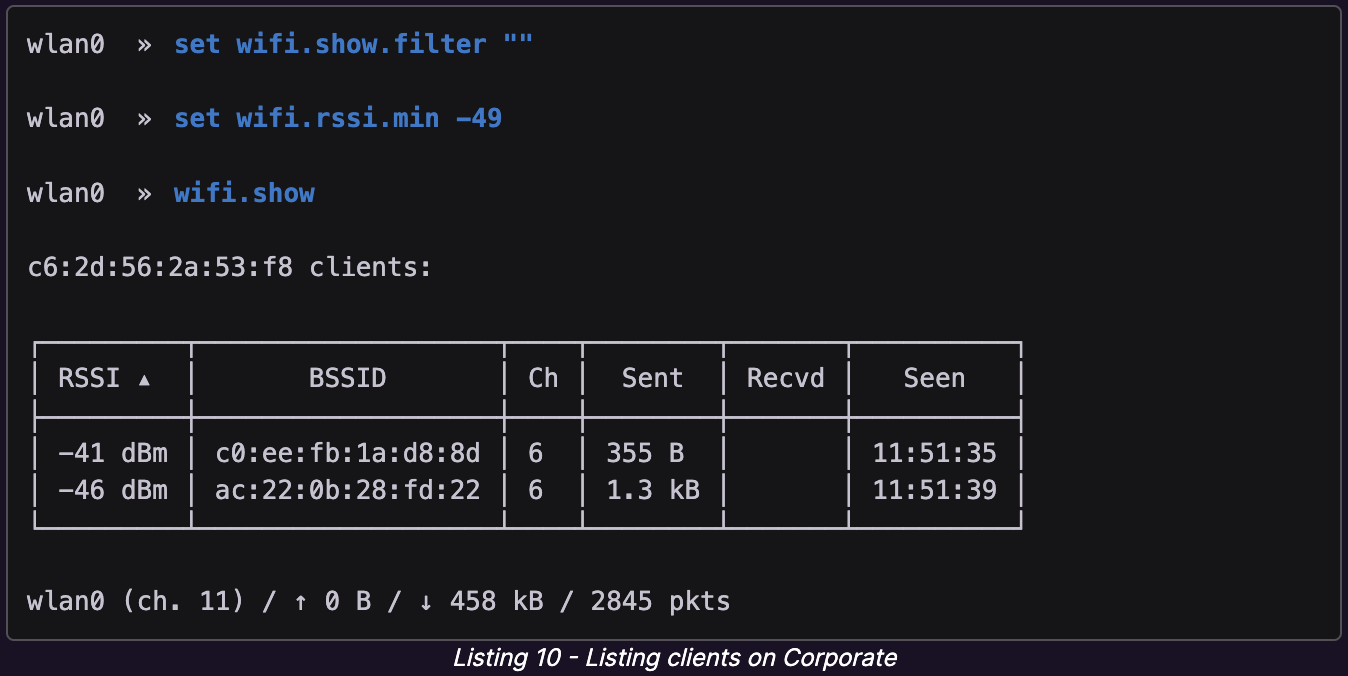 wlan0 » set wifi.show.filter ""
wlan0 » set wifi.rssi.min -49
wlan0 » wifi.show
c6:2d:56:2a:53:f8 clients:
RSSI ▲ BSSID Ch Sent Recvd Seen
-41 dBm c0:ee:fb:1a:d8:8d 6 355 B 11:51:35
-46 dBm ac:22:0b:28:fd:22 6 1.3 kB 11:51:39
wlan0 (ch. 11) / ↑ 0 B / ↓ 458 kB / 2845 pkts
Listing 10 - Listing clients on Corporate